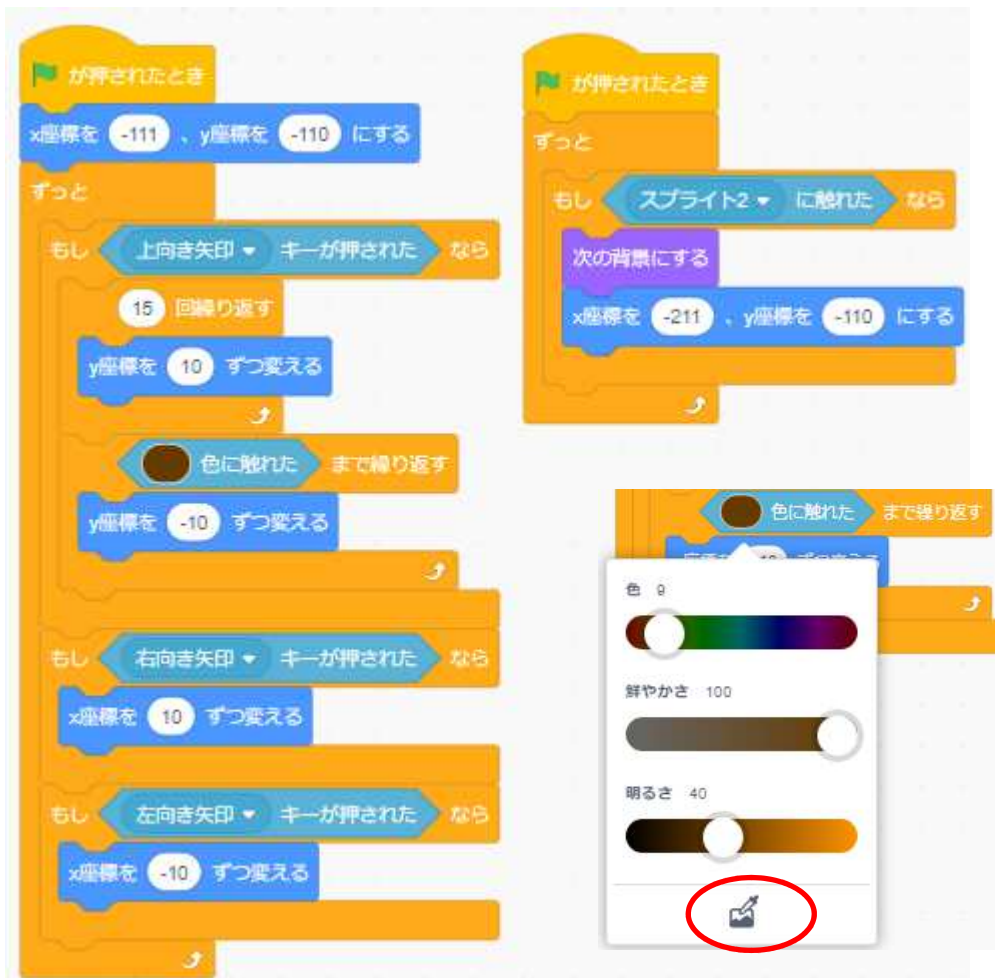 が押されたとき
x座標を -111 、y座標を -110 にする
ずっと
もし 上向き矢印 キーが押された なら
15 回繰り返す
y座標を 10 ずつ変える
色に触れた まで繰り返す
y座標を -10 ずつ変える
もし 右向き矢印 キーが押された なら
x座標を 10 ずつ変える
もし 左向き矢印 キーが押された なら
x座標を -10 ずつ変える
が押されたとき
ずっと
もし スプライト2 に触れた なら
次の背景にする
x座標を -211 、y座標を -110 にする
色に触れた まで繰り返す
色 9
鮮やかさ 100
明るさ 40